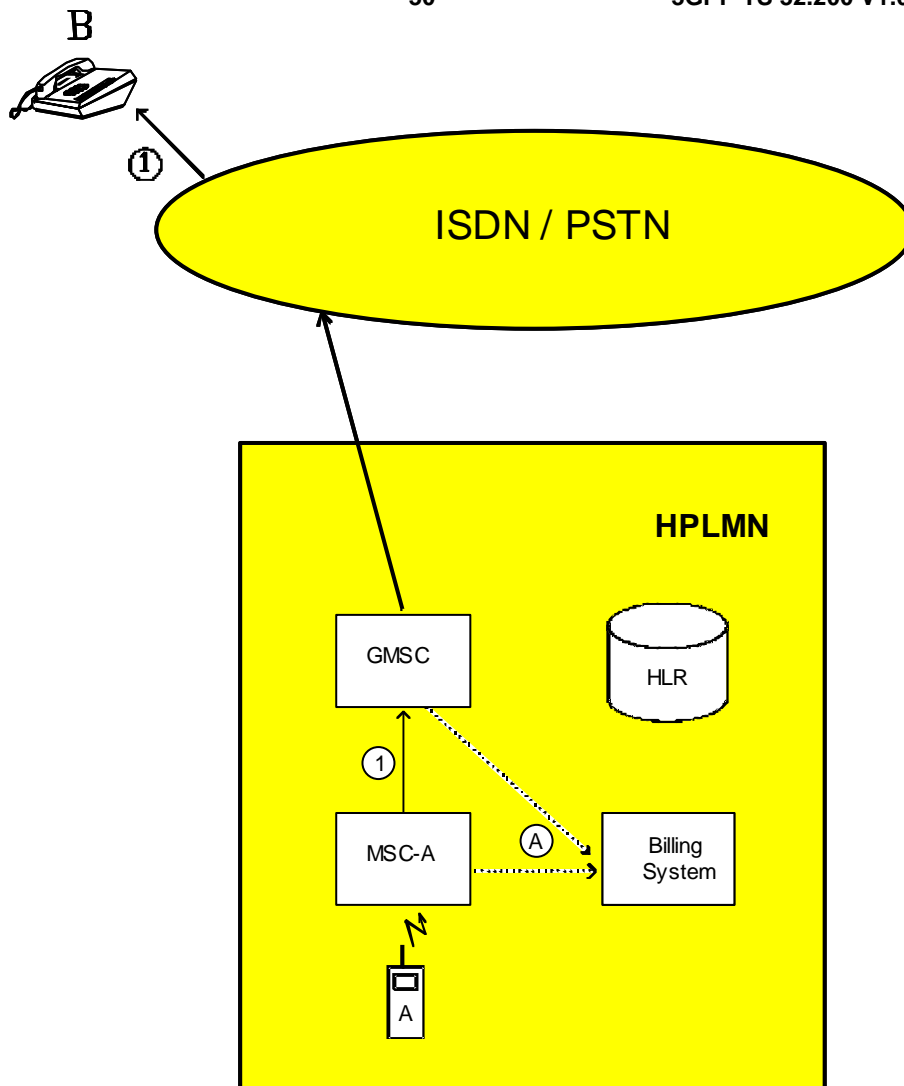 B
1
ISDN / PSTN
HPLMN
GMSC
HLR
1
MSC-A
A
Billing
System
A